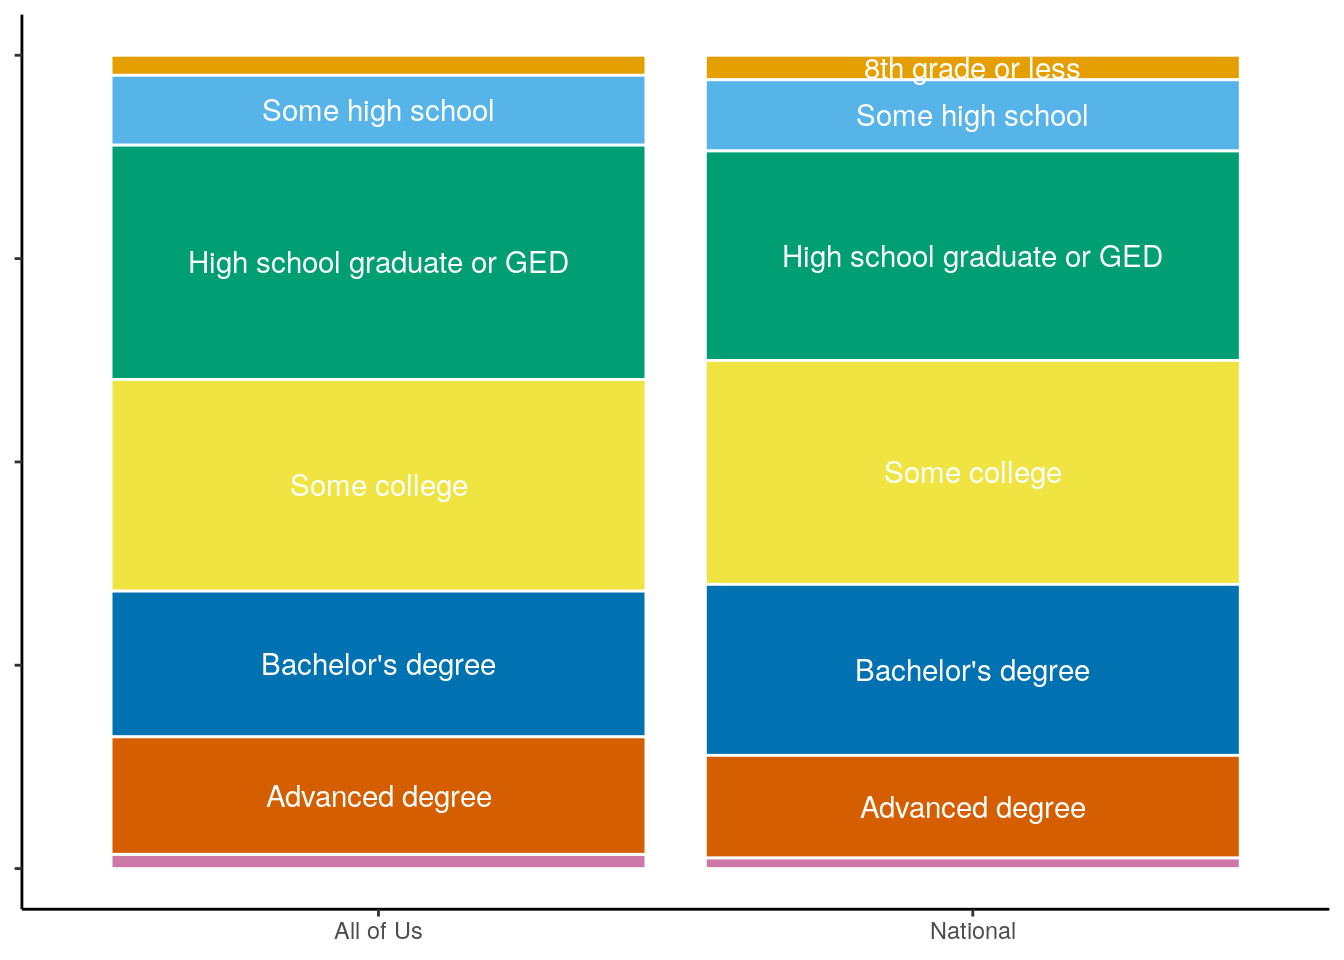 8th grade or less
Some high school
Some high school
High school graduate or GED
High school graduate or GED
Some college
Some college
Bachelor's degree
Bachelor's degree
Advanced degree
Advanced degree
All of Us
National